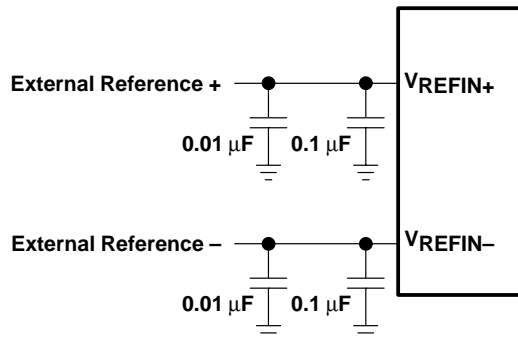 External Reference +
VREFIN+
0.01 μF
0.1 μF
External Reference –
VREFIN–
0.01 μF
0.1 μF